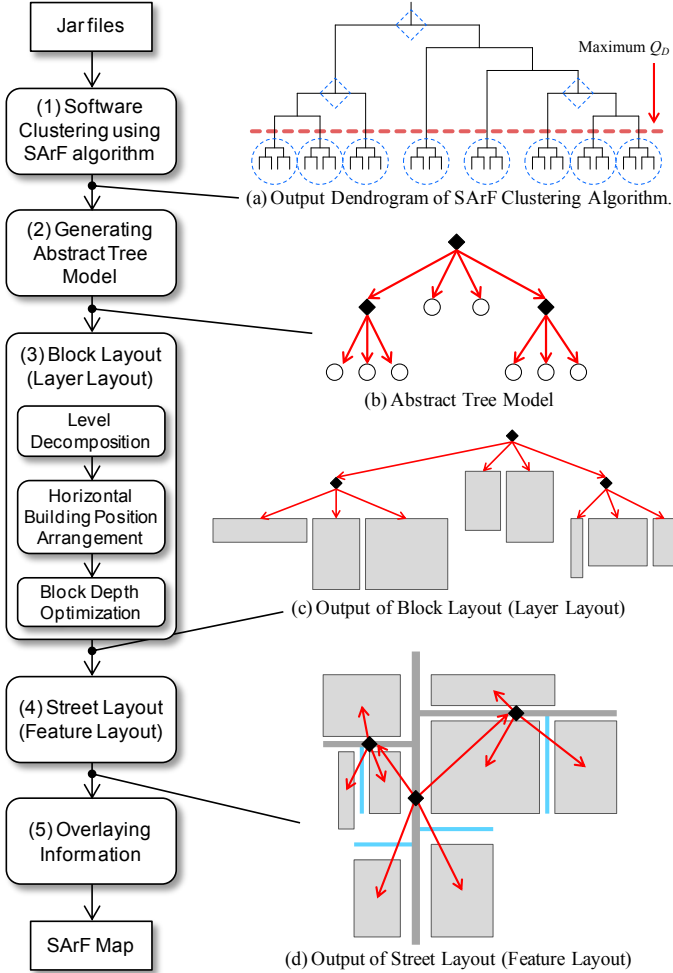 Jar files
(1) Software
Clustering using
SArF algorithm
Maximum Q_D
(a) Output Dendrogram of SArF Clustering Algorithm.
(2) Generating
Abstract Tree
Model
(b) Abstract Tree Model
(3) Block Layout
(Layer Layout)
Level
Decomposition
Horizontal
Building Position
Arrangement
Block Depth
Optimization
(c) Output of Block Layout (Layer Layout)
(4) Street Layout
(Feature Layout)
(5) Overlaying
Information
SArF Map
(d) Output of Street Layout (Feature Layout)